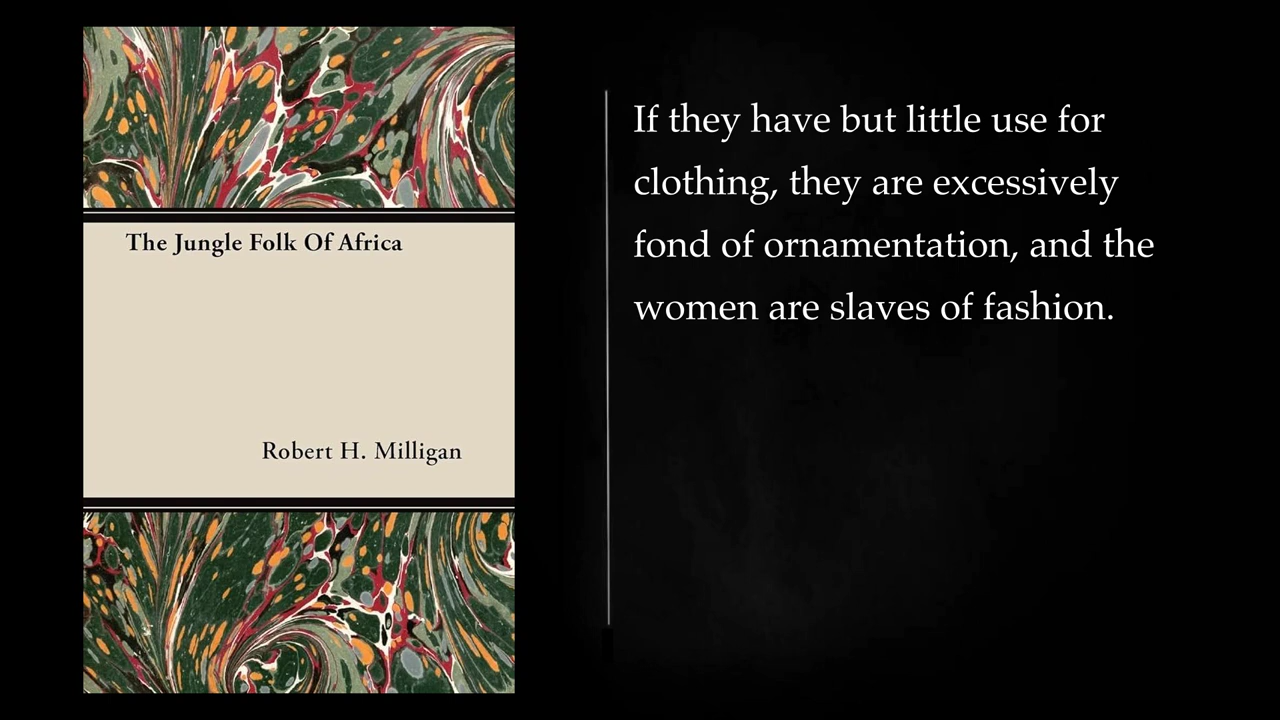 The Jungle Folk Of Africa
Robert H. Milligan
If they have but little use for
clothing, they are excessively
fond of ornamentation, and the
women are slaves of fashion.